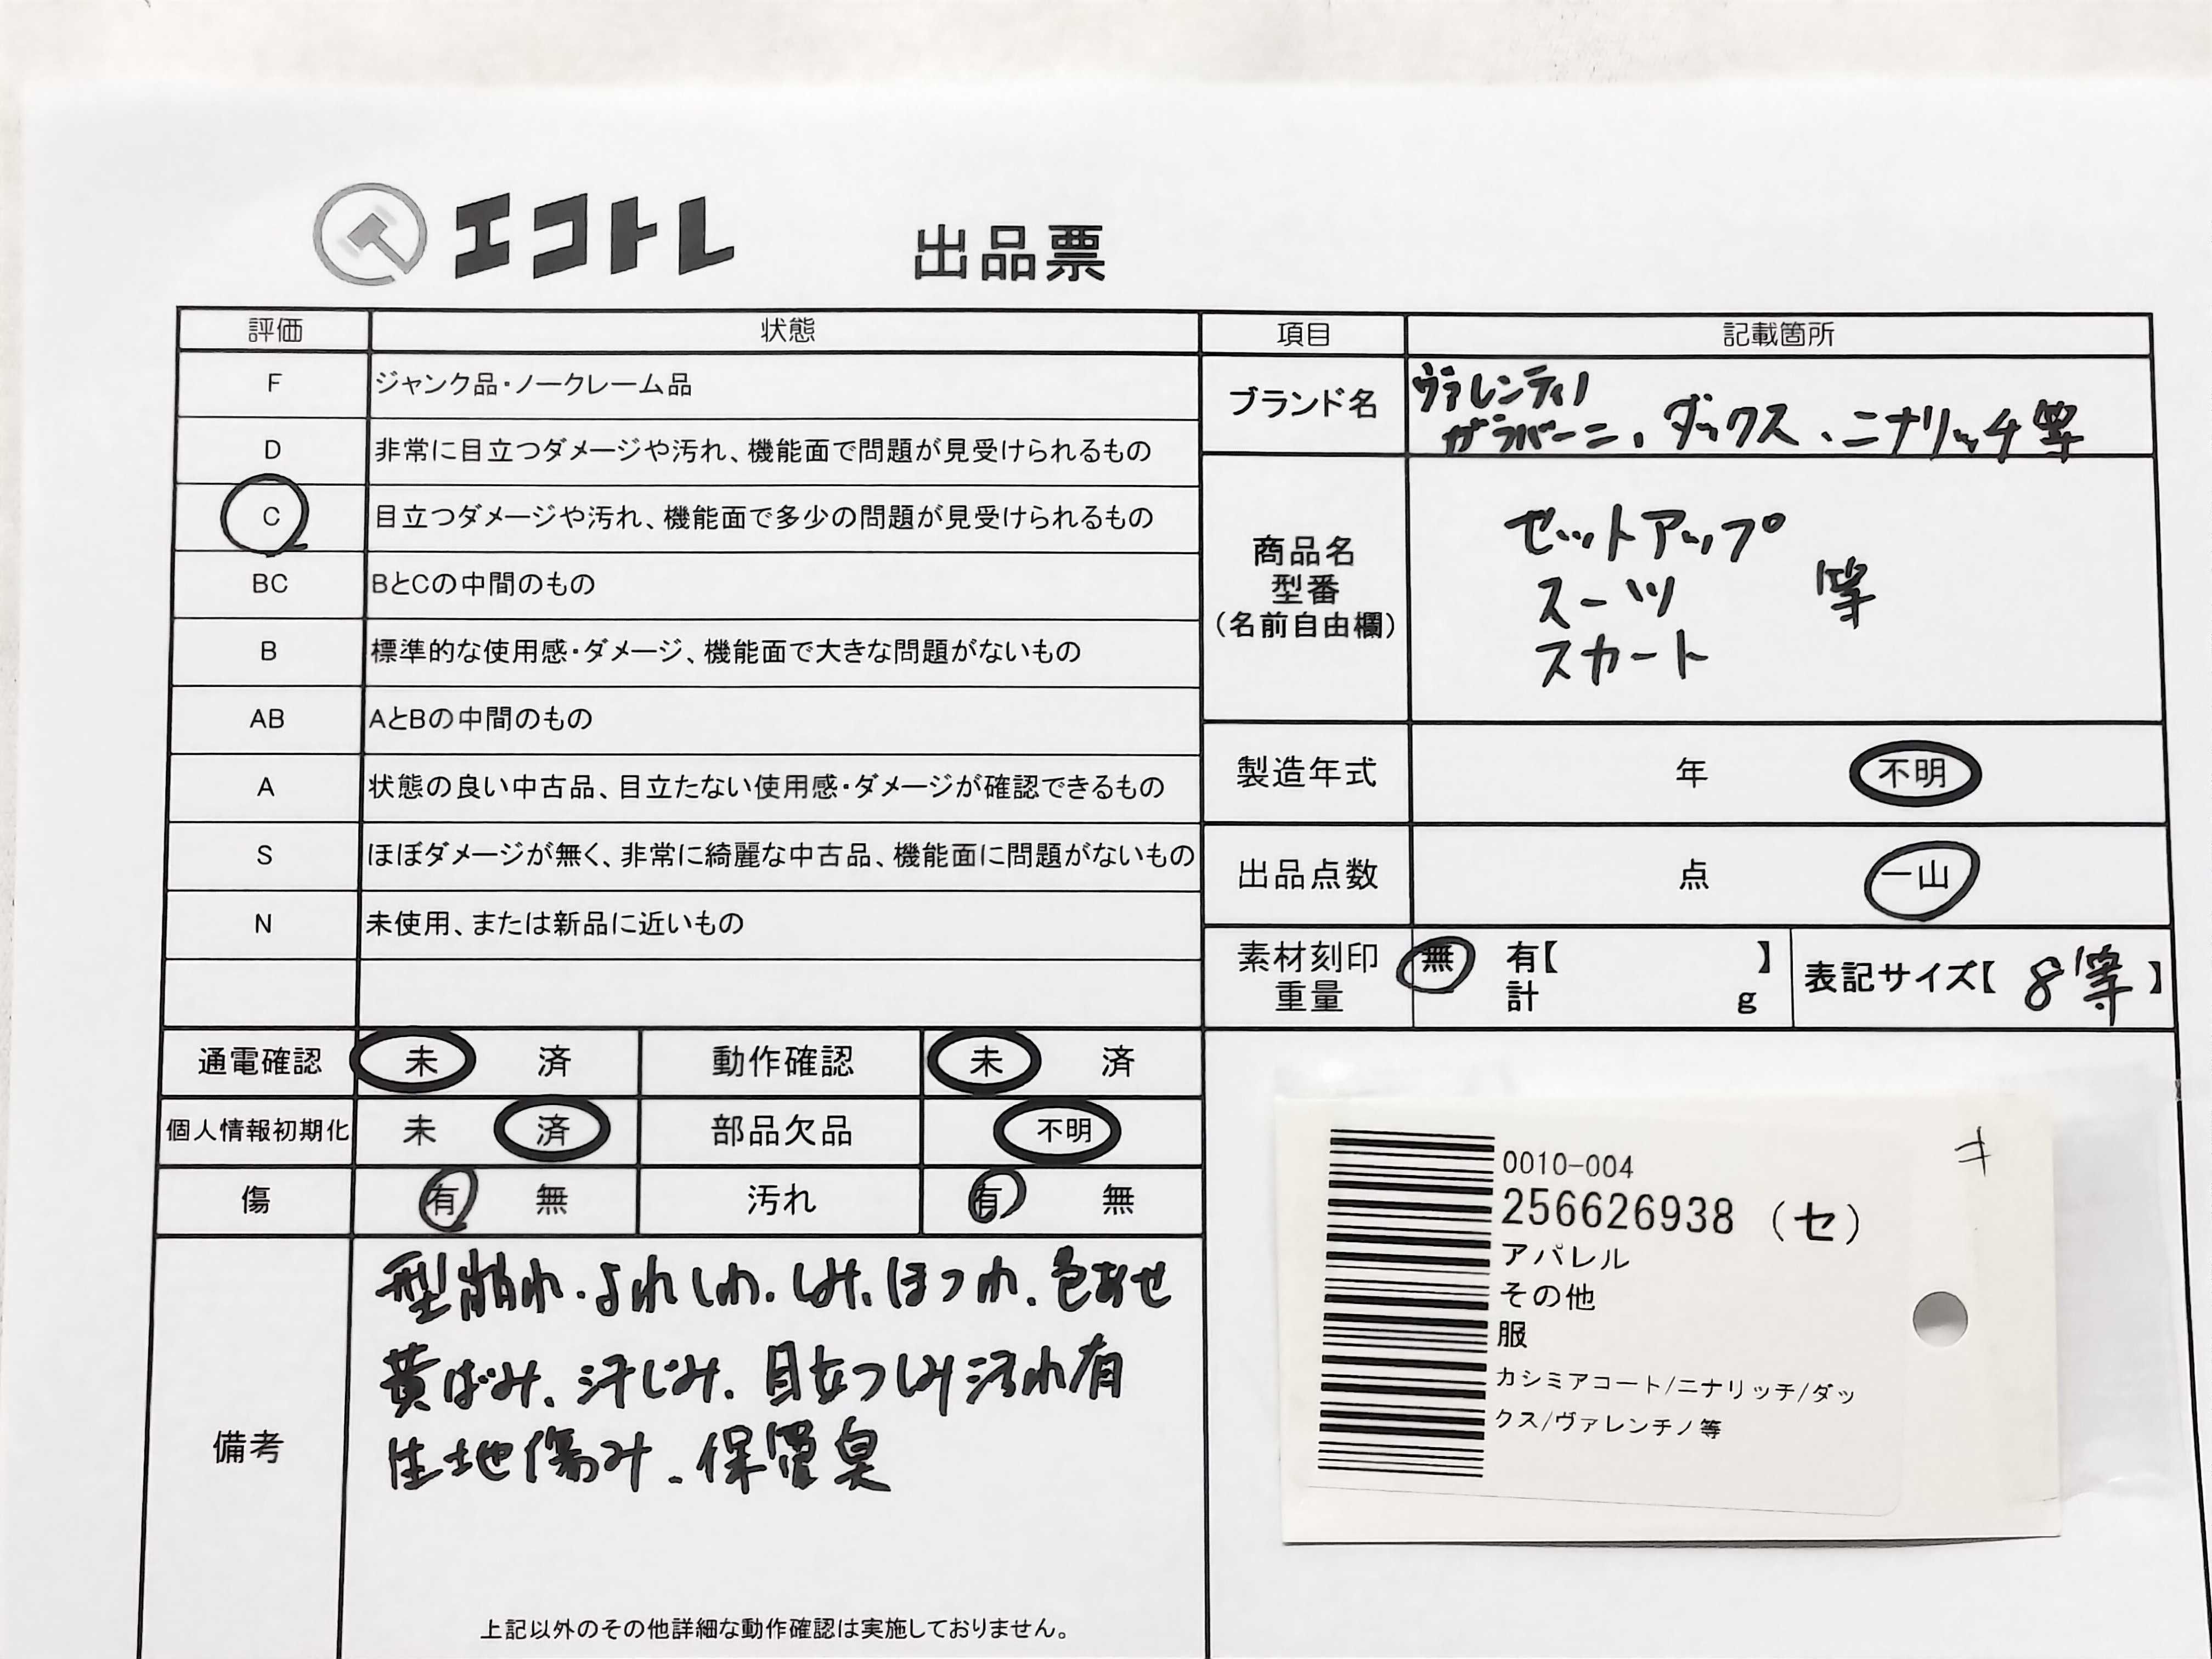 エコトレ 出品票
評価 状態
F ジャンク品・ノークレーム品
D 非常に目立つダメージや汚れ、機能面で問題が見受けられるもの
C 目立つダメージや汚れ、機能面で多少の問題が見受けられるもの
BC BとCの中間のもの
B 標準的な使用感・ダメージ、機能面で大きな問題がないもの
AB AとBの中間のもの
A 状態の良い中古品、目立たない使用感・ダメージが確認できるもの
S ほぼダメージが無く、非常に綺麗な中古品、機能面に問題がないもの
N 未使用、または新品に近いもの
通電確認 未 済 動作確認 未 済
個人情報初期化 未 済 部品欠品 不明
傷 有 無 汚れ 有 無
備考
型崩れ.よれしわ.しみ、ほつれ.色あせ
黄ばみ、汗じみ.目立つしみ汚れ有
生地傷み.保管臭
上記以外のその他詳細な動作確認は実施しておりません。
項目 記載箇所
ブランド名
ヴァレンティノ
ガラバーニ、ダックス、ニナリッチ等
商品名
型番
(名前自由欄)
セットアップ
スーツ 等
スカート
製造年式 年 不明
出品点数 点 一山
素材刻印 無 有【 】
重量 計 g
表記サイズ【 8等 】
0010-004 キ
256626938 (セ)
アパレル
その他
服
カシミアコート/ニナリッチ/ダッ
クス/ヴァレンチノ等